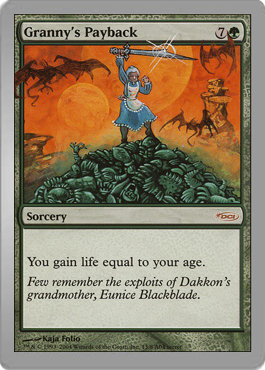 Granny's Payback 7
Sorcery
DCI
You gain life equal to your age.
Few remember the exploits of Dakkon's
grandmother, Eunice Blackblade.
Kaja Foglio